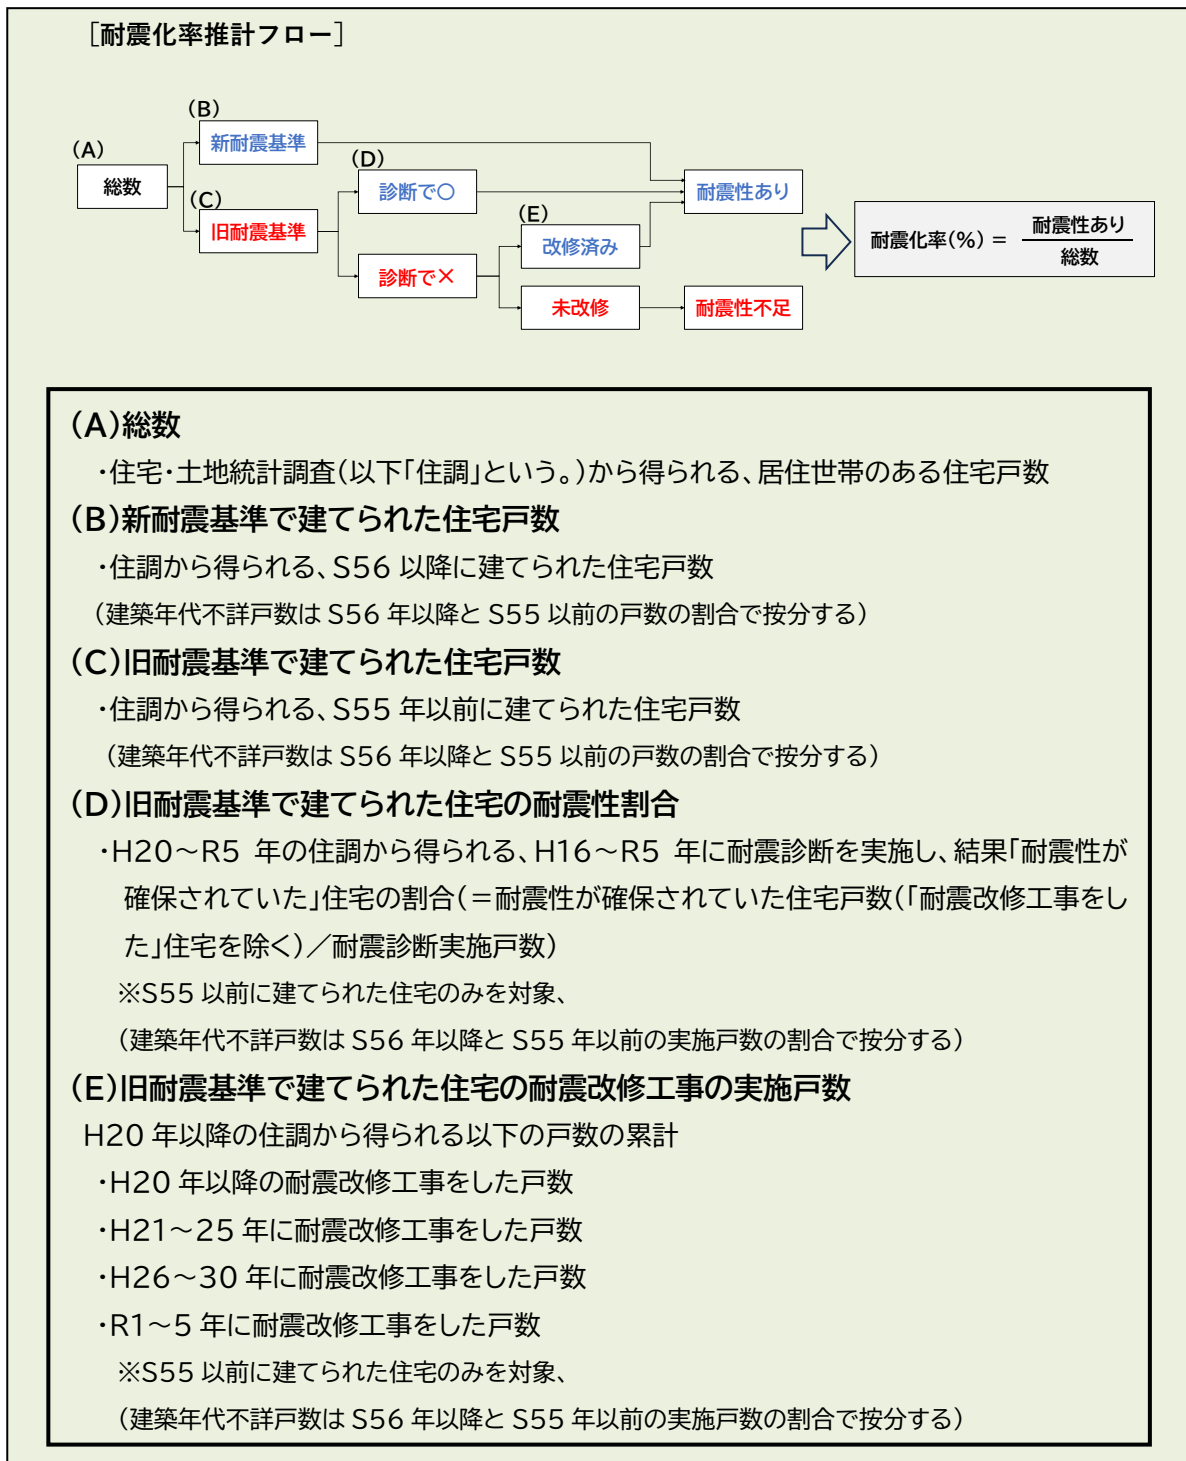 ［耐震化率推計フロー］
(A)
総数
(B)
新耐震基準
(C)
旧耐震基準
(D)
診断で〇
診断で×
(E)
改修済み
未改修
耐震性あり
耐震性不足
耐震化率(%) = 耐震性あり
総数
(A)総数
・住宅・土地統計調査(以下「住調」という。)から得られる、居住世帯のある住宅戸数
(B)新耐震基準で建てられた住宅戸数
・住調から得られる、S56 以降に建てられた住宅戸数
(建築年代不詳戸数は S56 年以降と S55 以前の戸数の割合で按分する)
(C)旧耐震基準で建てられた住宅戸数
・住調から得られる、S55 年以前に建てられた住宅戸数
(建築年代不詳戸数は S56 年以降と S55 以前の戸数の割合で按分する)
(D)旧耐震基準で建てられた住宅の耐震性割合
・H20～R5 年の住調から得られる、H16～R5 年に耐震診断を実施し、結果「耐震性が
確保されていた」住宅の割合(＝耐震性が確保されていた住宅戸数(「耐震改修工事をし
た」住宅を除く)／耐震診断実施戸数)
※S55 以前に建てられた住宅のみを対象、
(建築年代不詳戸数は S56 年以降と S55 年以前の実施戸数の割合で按分する)
(E)旧耐震基準で建てられた住宅の耐震改修工事の実施戸数
H20 年以降の住調から得られる以下の戸数の累計
・H20 年以降の耐震改修工事をした戸数
・H21～25 年に耐震改修工事をした戸数
・H26～30 年に耐震改修工事をした戸数
・R1～5 年に耐震改修工事をした戸数
※S55 以前に建てられた住宅のみを対象、
(建築年代不詳戸数は S56 年以降と S55 年以前の実施戸数の割合で按分する)